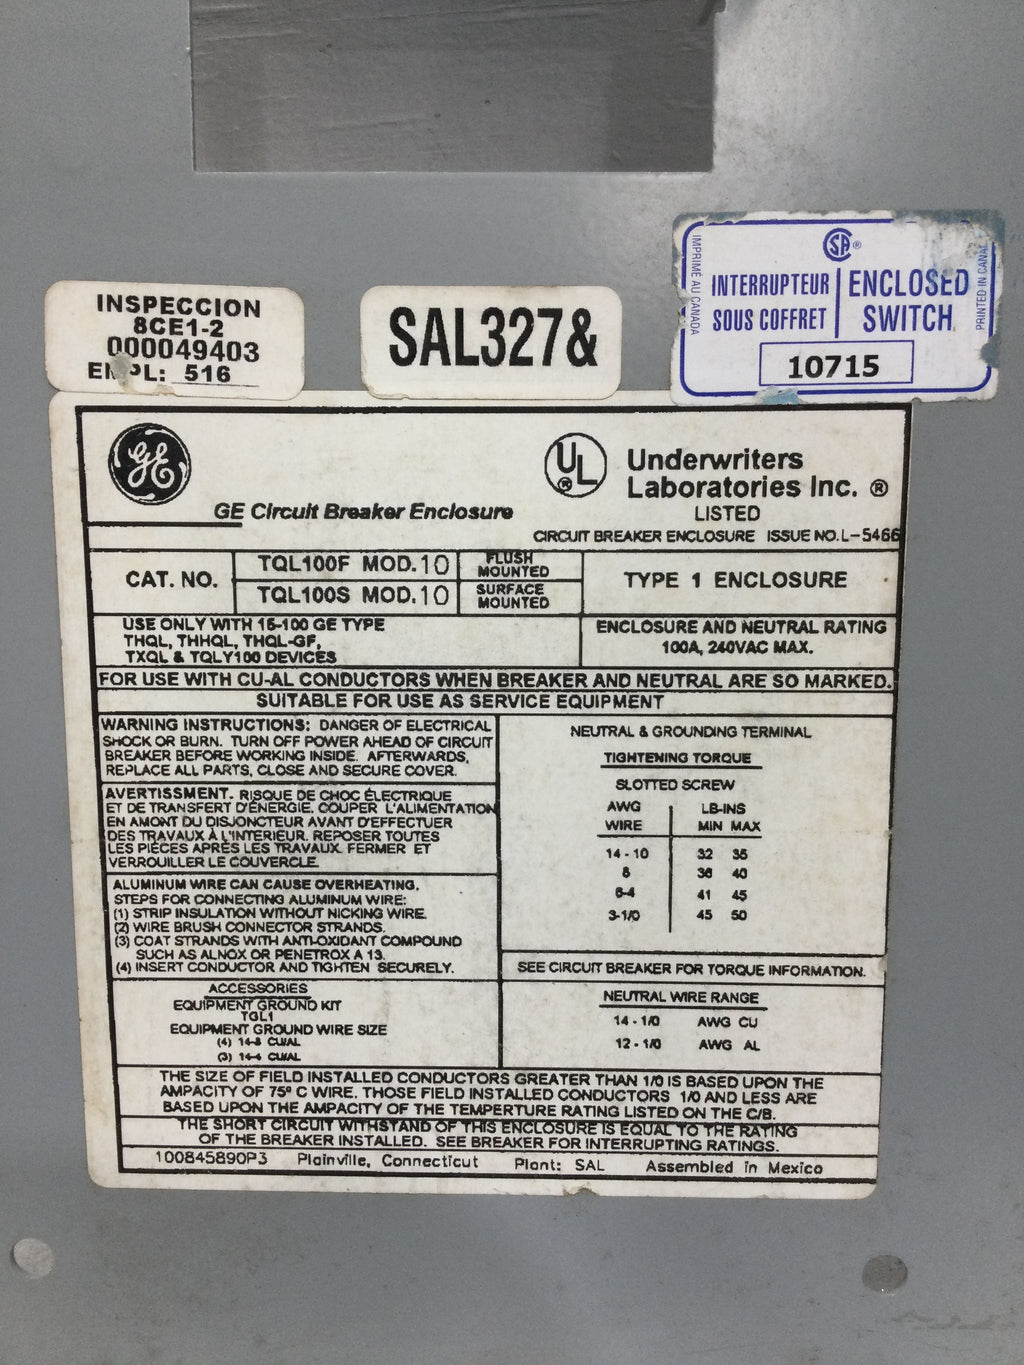 INSPECCION
8CE1-2
000049403
EMPL: 516
SAL327&
IMPRIMÉ AU CANADA
SA®
INTERRUPTEUR
SOUS COFFRET
ENCLOSED
SWITCH
10715
PRINTED IN CANA
GE
GE Circuit Breaker Enclosure
UL ®
Underwriters
Laboratories Inc. ®
LISTED
CIRCUIT BREAKER ENCLOSURE ISSUE NO. L-5466
CAT. NO.
TQL100F MOD. 10
FLUSH
MOUNTED
TQL100S MOD. 10
SURFACE
MOUNTED
TYPE 1 ENCLOSURE
USE ONLY WITH 15-100 GE TYPE
THQL, THHQL, THQL-GF,
TXQL & TQLY100 DEVICES
ENCLOSURE AND NEUTRAL RATING
100A, 240VAC MAX.
FOR USE WITH CU-AL CONDUCTORS WHEN BREAKER AND NEUTRAL ARE SO MARKED.
SUITABLE FOR USE AS SERVICE EQUIPMENT
WARNING INSTRUCTIONS: DANGER OF ELECTRICAL
SHOCK OR BURN. TURN OFF POWER AHEAD OF CIRCUIT
BREAKER BEFORE WORKING INSIDE. AFTERWARDS,
REPLACE ALL PARTS, CLOSE AND SECURE COVER.
AVERTISSMENT. RISQUE DE CHOC ÉLECTRIQUE
ET DE TRANSFERT D'ÉNERGIE. COUPER L'ALIMENTATION
EN AMONT DU DISJONCTEUR AVANT D'EFFECTUER
DES TRAVAUX À L'INTERIEUR. REPOSER TOUTES
LES PIÈCES APRÈS LES TRAVAUX. FERMER ET
VERROUILLER LE COUVERCLE.
ALUMINUM WIRE CAN CAUSE OVERHEATING.
STEPS FOR CONNECTING ALUMINUM WIRE:
(1) STRIP INSULATION WITHOUT NICKING WIRE.
(2) WIRE BRUSH CONNECTOR STRANDS.
(3) COAT STRANDS WITH ANTI-OXIDANT COMPOUND
SUCH AS ALNOX OR PENETROX A 13.
(4) INSERT CONDUCTOR AND TIGHTEN SECURELY.
ACCESSORIES
EQUIPMENT GROUND KIT
TGL1
EQUIPMENT GROUND WIRE SIZE
(4) 14-8 CU/AL
(3) 14-4 CU/AL
NEUTRAL & GROUNDING TERMINAL
TIGHTENING TORQUE
SLOTTED SCREW
AWG LB-INS
WIRE MIN MAX
14 - 10 32 35
8 36 40
6-4 41 45
3-1/0 45 50
SEE CIRCUIT BREAKER FOR TORQUE INFORMATION.
NEUTRAL WIRE RANGE
14 - 1/0 AWG CU
12 - 1/0 AWG AL
THE SIZE OF FIELD INSTALLED CONDUCTORS GREATER THAN 1/0 IS BASED UPON THE
AMPACITY OF 75º C WIRE. THOSE FIELD INSTALLED CONDUCTORS 1/0 AND LESS ARE
BASED UPON THE AMPACITY OF THE TEMPERTURE RATING LISTED ON THE C/B.
THE SHORT CIRCUIT WITHSTAND OF THIS ENCLOSURE IS EQUAL TO THE RATING
OF THE BREAKER INSTALLED. SEE BREAKER FOR INTERRUPTING RATINGS.
100845890P3 Plainville, Connecticut Plant: SAL Assembled in Mexico